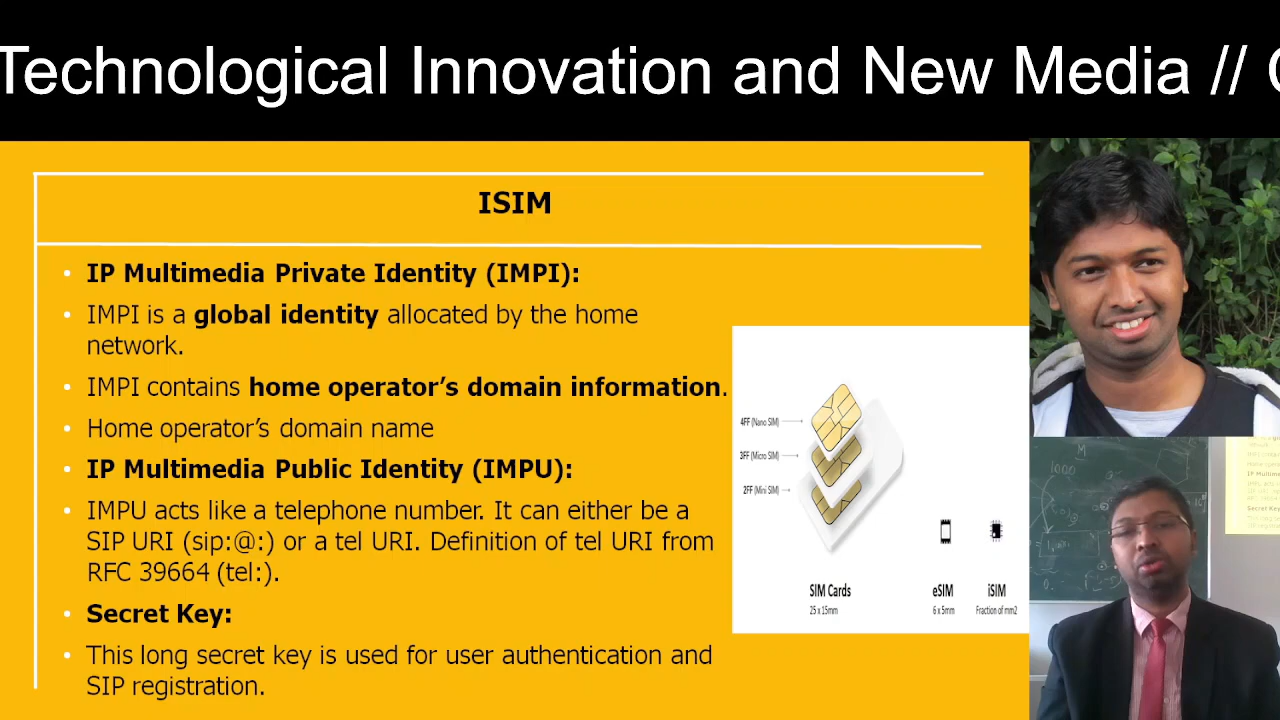 Technological Innovation and New Media //
ISIM
• IP Multimedia Private Identity (IMPI):
• IMPI is a global identity allocated by the home
network.
• IMPI contains home operator’s domain information.
• Home operator’s domain name
• IP Multimedia Public Identity (IMPU):
• IMPU acts like a telephone number. It can either be a
SIP URI (sip:@:) or a tel URI. Definition of tel URI from
RFC 39664 (tel:).
• Secret Key:
• This long secret key is used for user authentication and
SIP registration.
4FF (Nano SIM)
3FF (Micro SIM)
2FF (Mini SIM)
SIM Cards
25 x 15mm
eSIM
6 x 5mm
iSIM
Fraction of mm2
1000